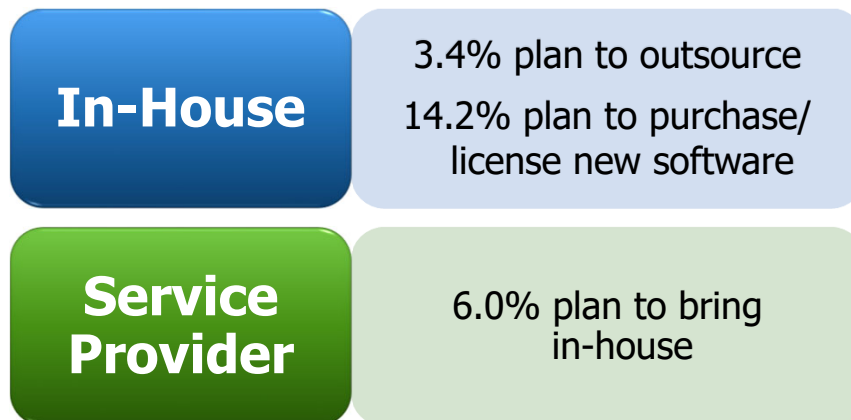 In-House
3.4% plan to outsource
14.2% plan to purchase/
license new software
Service
Provider
6.0% plan to bring
in-house